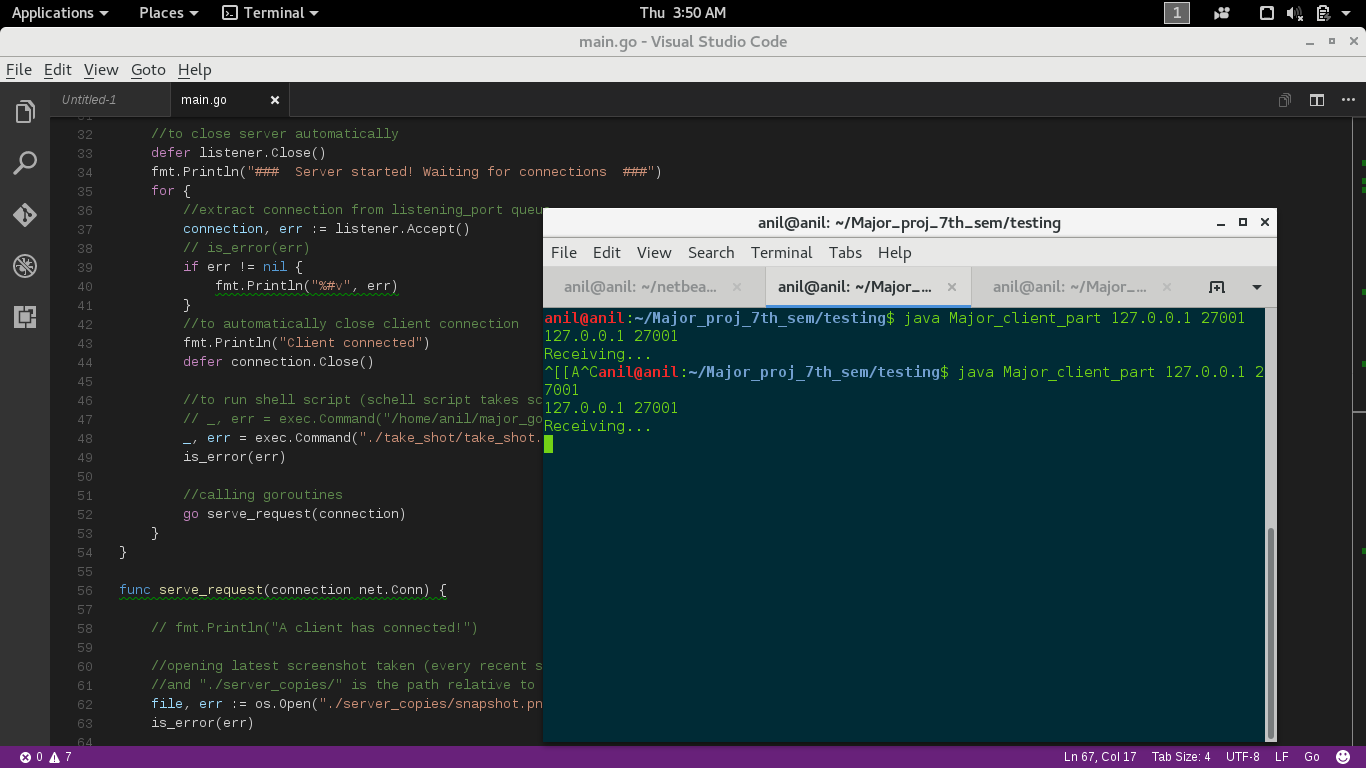 Applications Places Terminal Thu 3:50 AM 1
main.go - Visual Studio Code
File Edit View Goto Help
Untitled-1 main.go
32 //to close server automatically
33 defer listener.Close()
34 fmt.Println("###  Server started! Waiting for connections  ###")
35 for {
36 //extract connection from listening_port queue
37 connection, err := listener.Accept()
38 // is_error(err)
39 if err != nil {
40 fmt.Println("%#v", err)
41 }
42 //to automatically close client connection
43 fmt.Println("Client connected")
44 defer connection.Close()
45
46 //to run shell script (schell script takes sc
47 // _, err = exec.Command("/home/anil/major_go
48 _, err = exec.Command("./take_shot/take_shot.
49 is_error(err)
50
51 //calling goroutines
52 go serve_request(connection)
53 }
54 }
55
56 func serve_request(connection net.Conn) {
57
58 // fmt.Println("A client has connected!")
59
60 //opening latest screenshot taken (every recent s
61 //and "./server_copies/" is the path relative to
62 file, err := os.Open("./server_copies/snapshot.pn
63 is_error(err)
64
anil@anil: ~/Major_proj_7th_sem/testing
File Edit View Search Terminal Tabs Help
anil@anil: ~/netbea... anil@anil: ~/Major_... anil@anil: ~/Major_...
anil@anil:~/Major_proj_7th_sem/testing$ java Major_client_part 127.0.0.1 27001
127.0.0.1 27001
Receiving...
^[[A^Canil@anil:~/Major_proj_7th_sem/testing$ java Major_client_part 127.0.0.1 2
7001
127.0.0.1 27001
Receiving...
0 7 Ln 67, Col 17 Tab Size: 4 UTF-8 LF Go